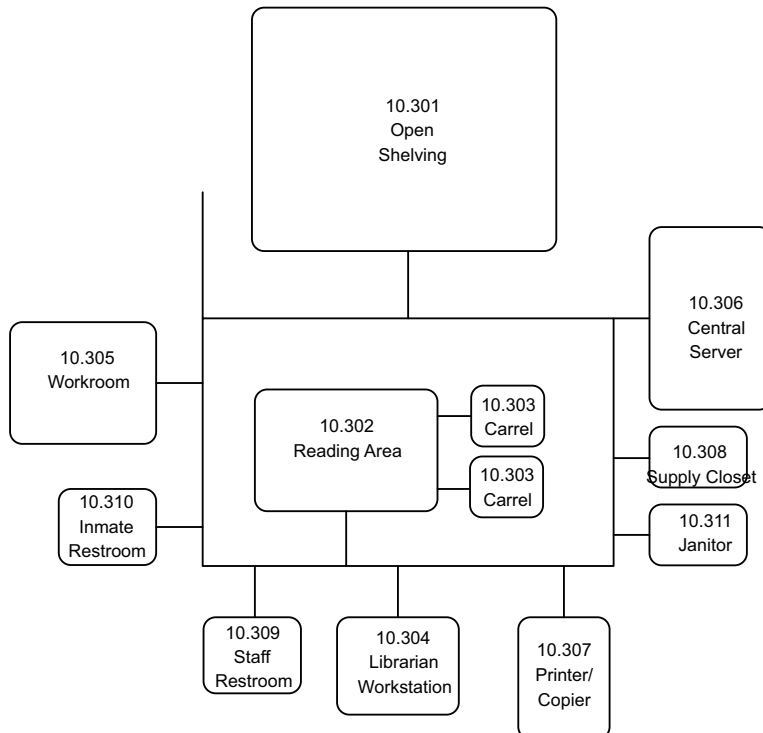 10.301
Open
Shelving
10.306
Central
Server
10.305
Workroom
10.302
Reading Area
10.303
Carrel
10.303
Carrel
10.308
Supply Closet
10.310
Inmate
Restroom
10.311
Janitor
10.309
Staff
Restroom
10.304
Librarian
Workstation
10.307
Printer/
Copier